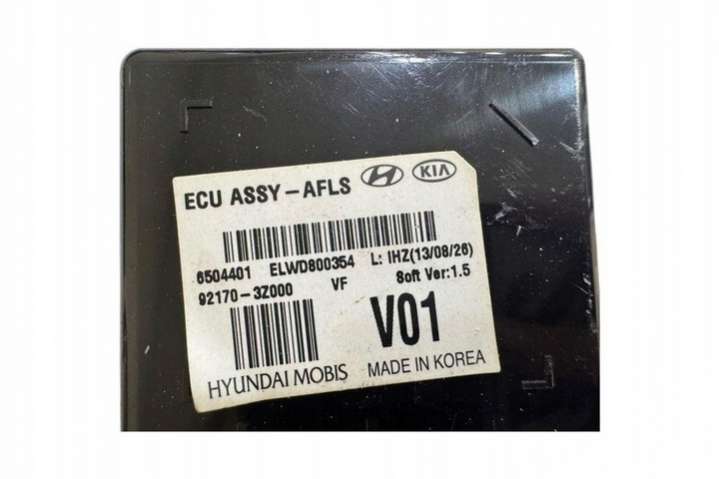 ECU ASSY-AFLS KIA
6504401 ELWD800354 L: IHZ(13/08/26)
92170-3Z000 VF Soft Ver:1.5
V01
HYUNDAI MOBIS MADE IN KOREA